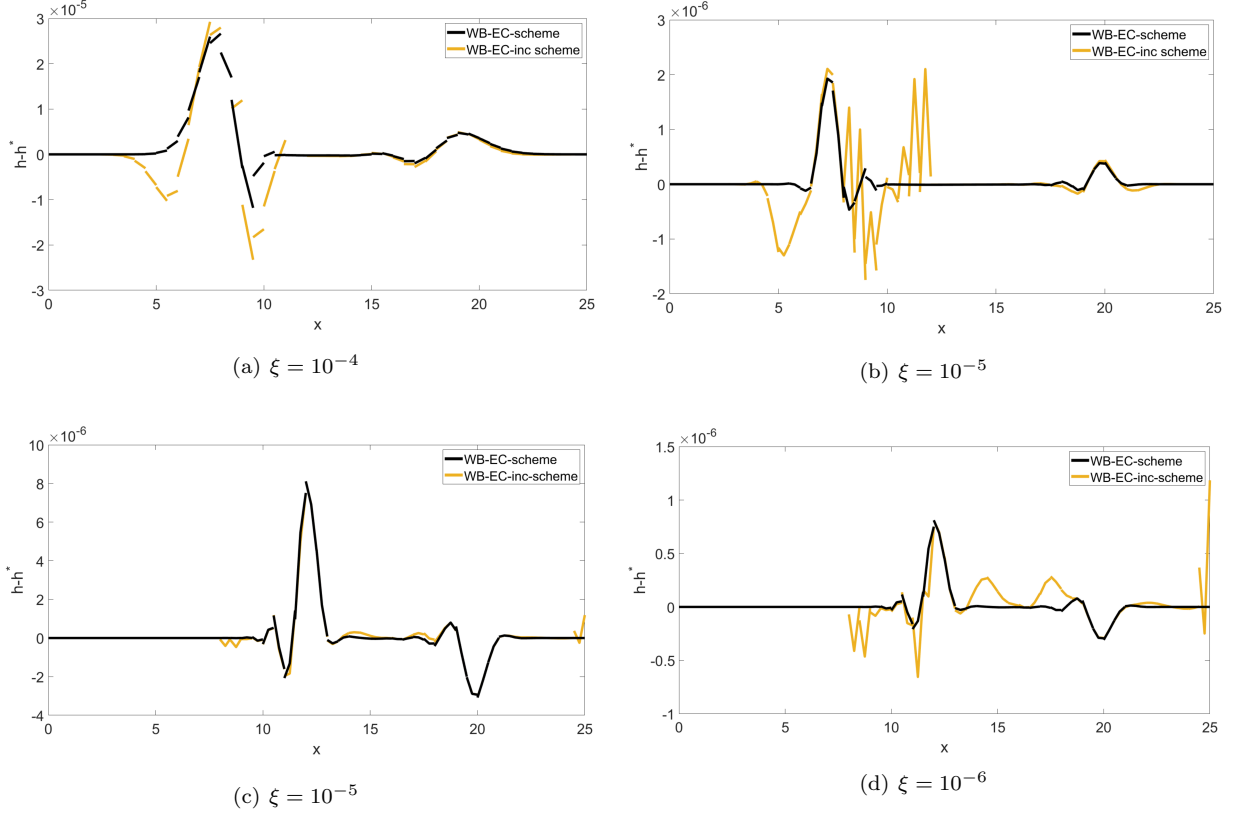 ×10⁻⁵
3
2
1
0
-1
-2
-3
h-h*
0 5 10 15 20 25
x
WB-EC-scheme
WB-EC-inc scheme
(a) ξ = 10⁻⁴
×10⁻⁶
3
2
1
0
-1
-2
h-h*
0 5 10 15 20 25
x
WB-EC-scheme
WB-EC-inc scheme
(b) ξ = 10⁻⁵
×10⁻⁶
10
8
6
4
2
0
-2
-4
h-h*
0 5 10 15 20 25
x
WB-EC-scheme
WB-EC-inc-scheme
(c) ξ = 10⁻⁵
×10⁻⁶
1.5
1
0.5
0
-0.5
-1
h-h*
0 5 10 15 20 25
x
WB-EC-scheme
WB-EC-inc-scheme
(d) ξ = 10⁻⁶